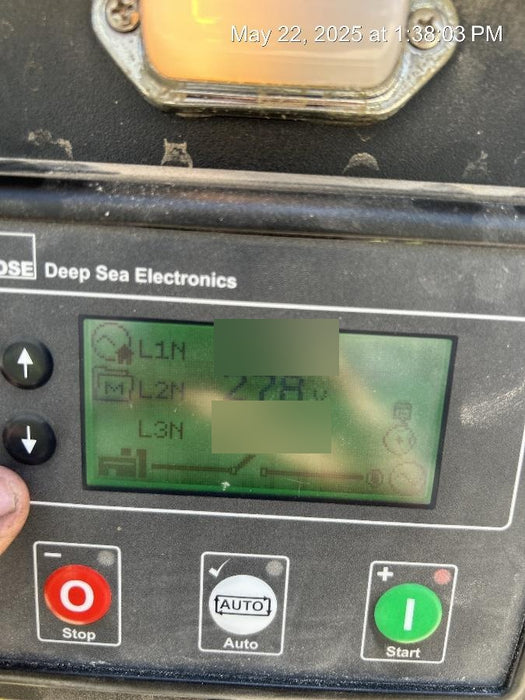 May 22, 2025 at 1:38:03 PM
DSE Deep Sea Electronics
L1N
M L2N 278 V
L3N
Stop
AUTO
Auto
Start